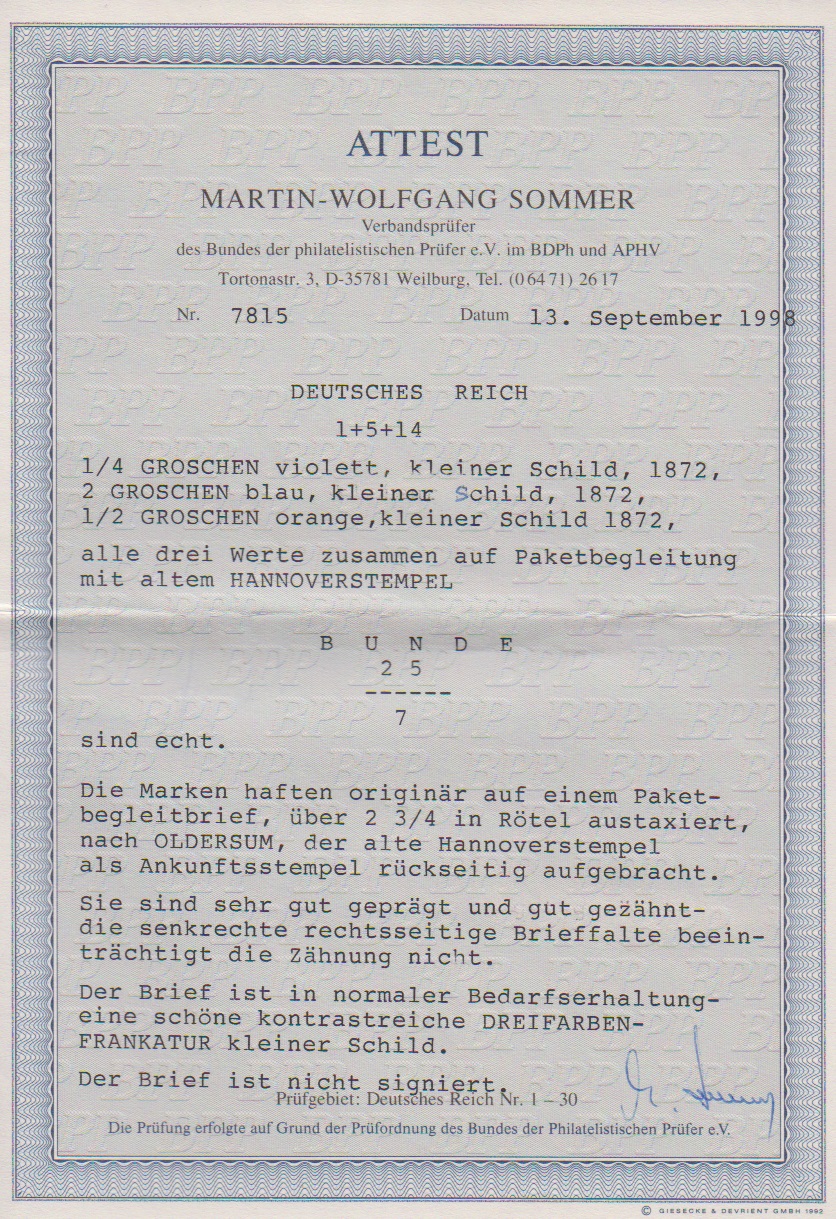 ATTEST
MARTIN-WOLFGANG SOMMER
Verbandsprüfer
des Bundes der philatelistischen Prüfer e.V. im BDPh und APHV
Tortonastr. 3, D-35781 Weilburg, Tel. (06471) 2617
Nr. 7815 Datum 13. September 1998
DEUTSCHES REICH
1+5+14
1/4 GROSCHEN violett, kleiner Schild, 1872,
2 GROSCHEN blau, kleiner Schild, 1872,
1/2 GROSCHEN orange,kleiner Schild 1872,
alle drei Werte zusammen auf Paketbegleitung
mit altem HANNOVERSTEMPEL
B U N D E
2 5
------
7
sind echt.
Die Marken haften originär auf einem Paket-
begleitbrief, über 2 3/4 in Rötel austaxiert,
nach OLDERSUM, der alte Hannoverstempel
als Ankunftsstempel rückseitig aufgebracht.
Sie sind sehr gut geprägt und gut gezähnt-
die senkrechte rechtsseitige Brieffalte beein-
trächtigt die Zähnung nicht.
Der Brief ist in normaler Bedarfserhaltung-
eine schöne kontrastreiche DREIFARBEN-
FRANKATUR kleiner Schild.
Der Brief ist nicht signiert.
Prüfgebiet: Deutsches Reich Nr. 1 – 30
Die Prüfung erfolgte auf Grund der Prüfordnung des Bundes der Philatelistischen Prüfer e.V.
© GIESECKE & DEVRIENT GMBH 1992